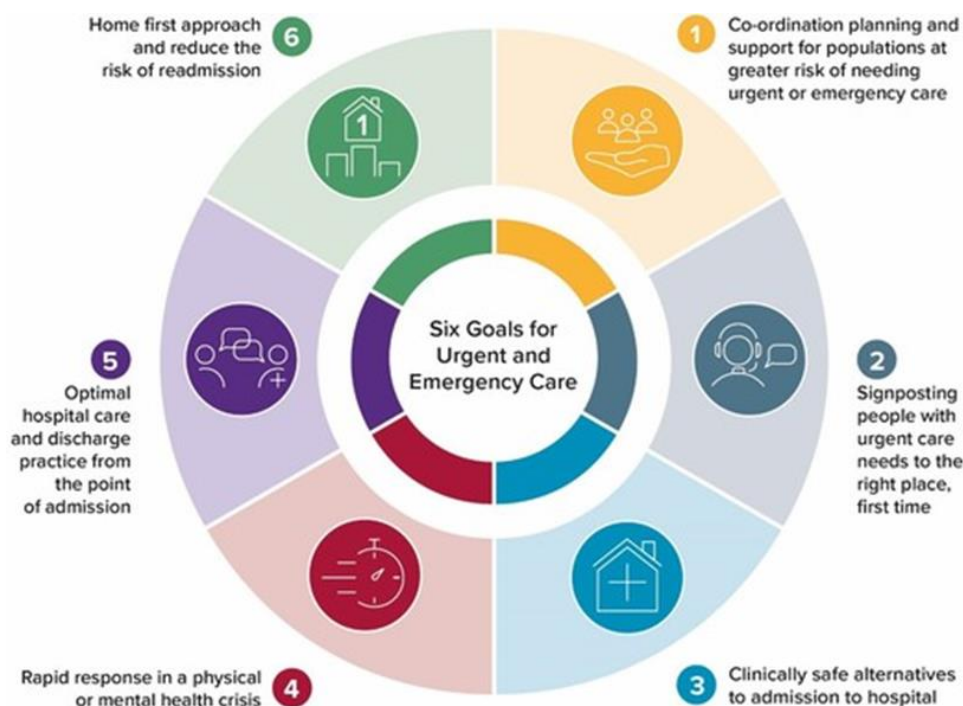 Six Goals for
Urgent and
Emergency Care
1
Co-ordination planning and
support for populations at
greater risk of needing
urgent or emergency care
2
Signposting
people with
urgent care
needs to the
right place,
first time
3
Clinically safe alternatives
to admission to hospital
4
Rapid response in a physical
or mental health crisis
5
Optimal
hospital care
and discharge
practice from
the point
of admission
6
Home first approach
and reduce the
risk of readmission
1